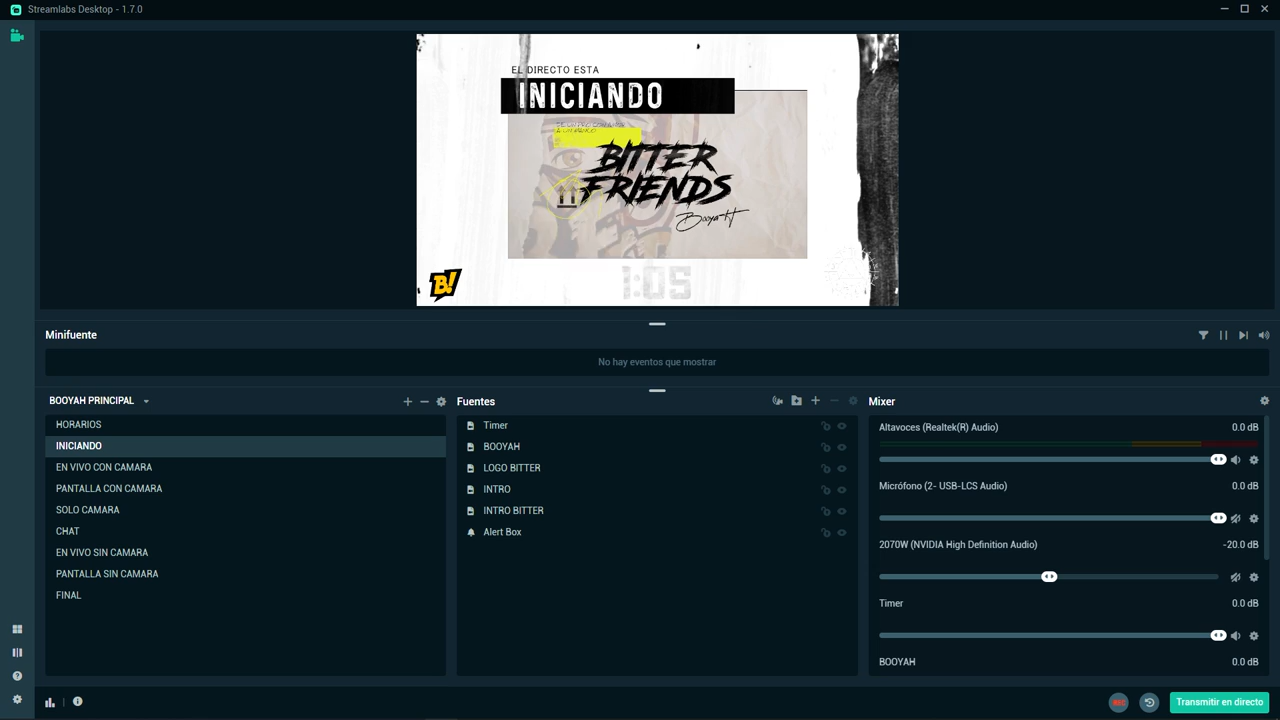 Streamlabs Desktop - 1.7.0
EL DIRECTO ESTA
INICIANDO
BITTER
FRIENDS
Booyah
B!
1:05
Minifuente
No hay eventos que mostrar
BOOYAH PRINCIPAL
HORARIOS
INICIANDO
EN VIVO CON CAMARA
PANTALLA CON CAMARA
SOLO CAMARA
CHAT
EN VIVO SIN CAMARA
PANTALLA SIN CAMARA
FINAL
Fuentes
Timer
BOOYAH
LOGO BITTER
INTRO
INTRO BITTER
Alert Box
Mixer
Altavoces (Realtek(R) Audio) 0.0 dB
Micrófono (2- USB-LCS Audio) 0.0 dB
2070W (NVIDIA High Definition Audio) -20.0 dB
Timer 0.0 dB
BOOYAH 0.0 dB
REC
Transmitir en directo